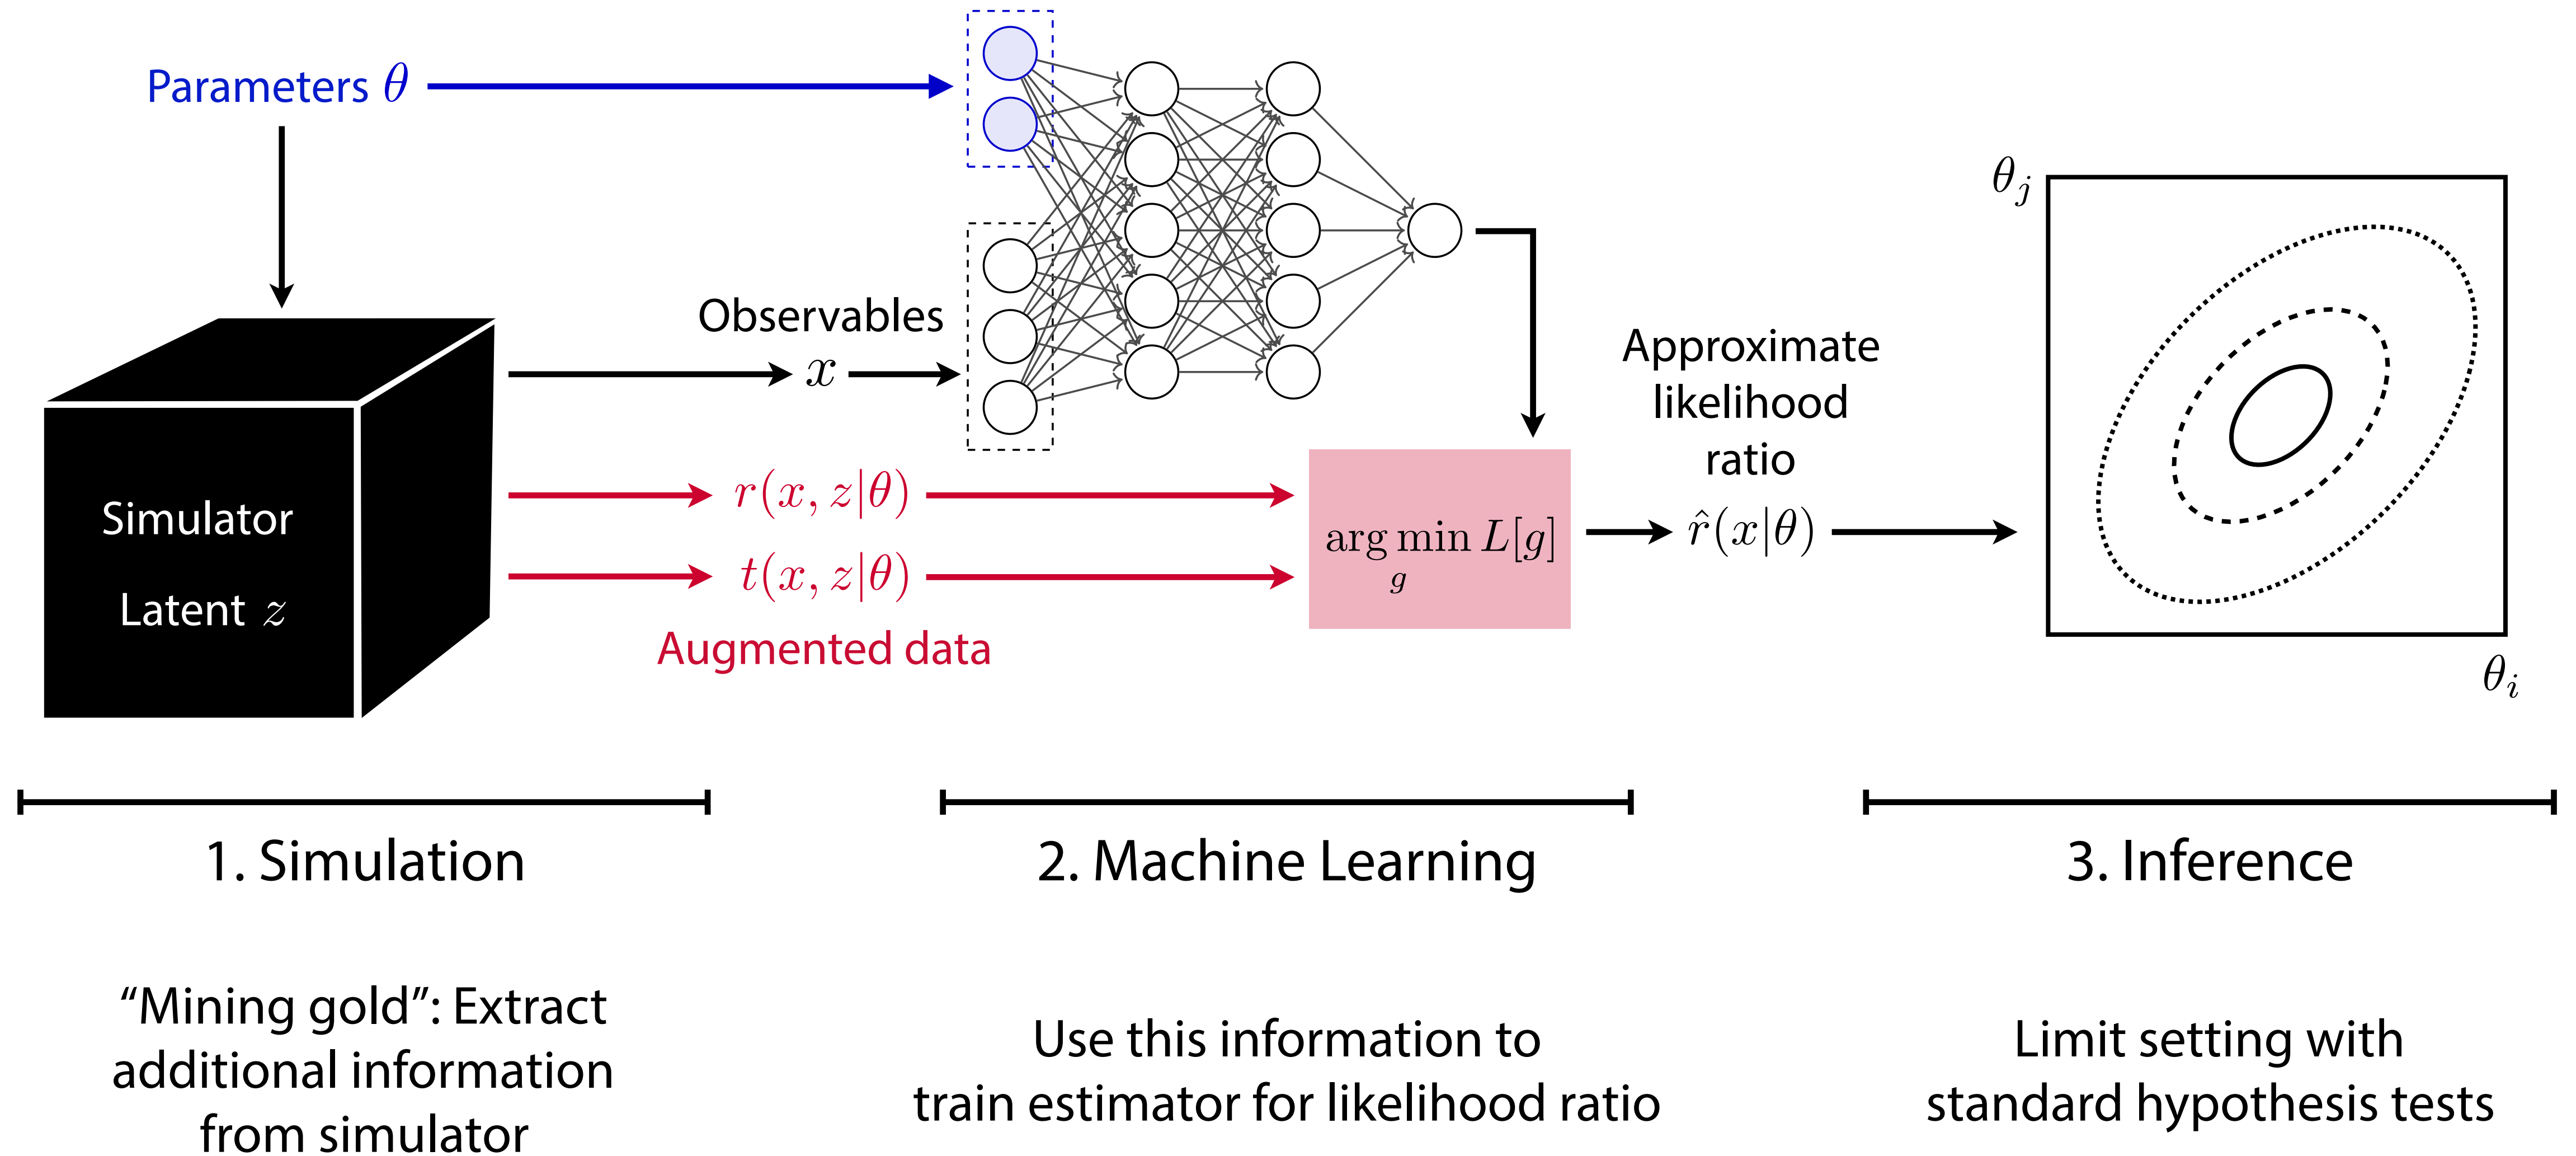 Parameters θ
Observables
x
Simulator
Latent z
r(x, z|θ)
t(x, z|θ)
Augmented data
arg min L[g]
g
Approximate
likelihood
ratio
r̂(x|θ)
θj
θi
1. Simulation
“Mining gold”: Extract
additional information
from simulator
2. Machine Learning
Use this information to
train estimator for likelihood ratio
3. Inference
Limit setting with
standard hypothesis tests